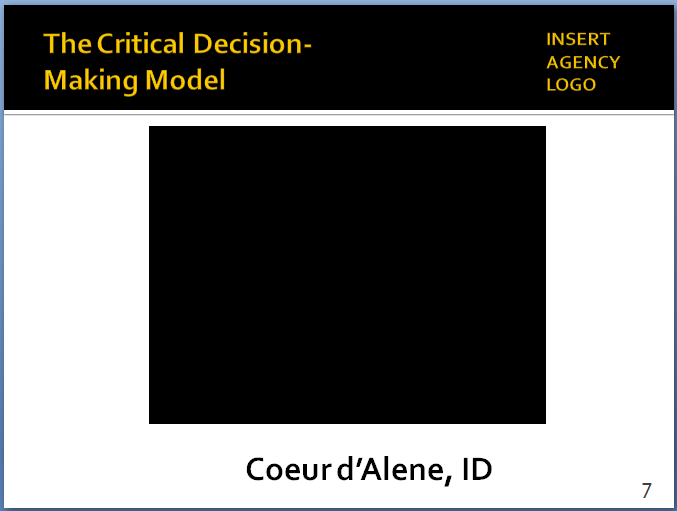 The Critical Decision-
Making Model
INSERT
AGENCY
LOGO
Coeur d’Alene, ID
7